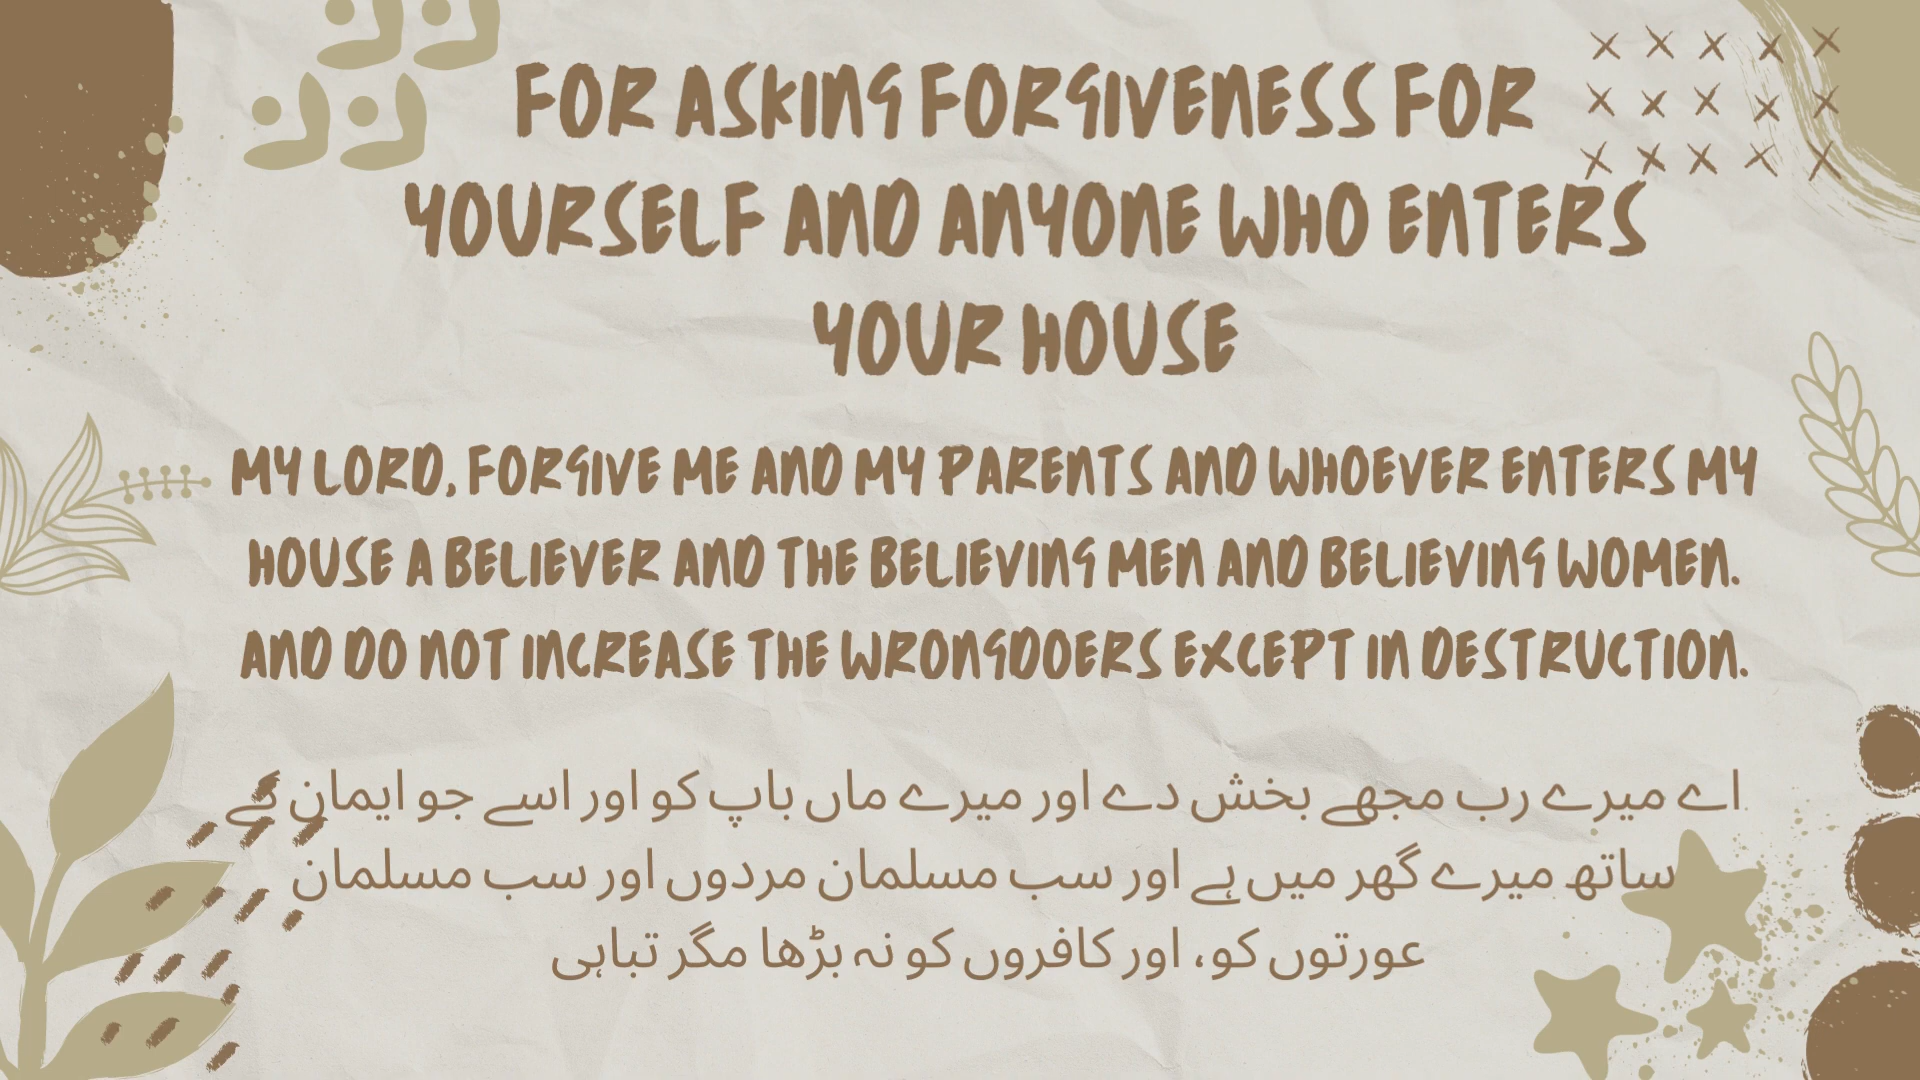 FOR ASKING FORGIVENESS FOR
YOURSELF AND ANYONE WHO ENTERS
YOUR HOUSE
MY LORD, FORGIVE ME AND MY PARENTS AND WHOEVER ENTERS MY
HOUSE A BELIEVER AND THE BELIEVING MEN AND BELIEVING WOMEN.
AND DO NOT INCREASE THE WRONGDOERS EXCEPT IN DESTRUCTION.
اے میرے رب مجھے بخش دے اور میرے ماں باپ کو اور اسے جو ایمان کے
ساتھ میرے گھر میں ہے اور سب مسلمان مردوں اور سب مسلمان
عورتوں کو، اور کافروں کو نہ بڑھا مگر تباہی